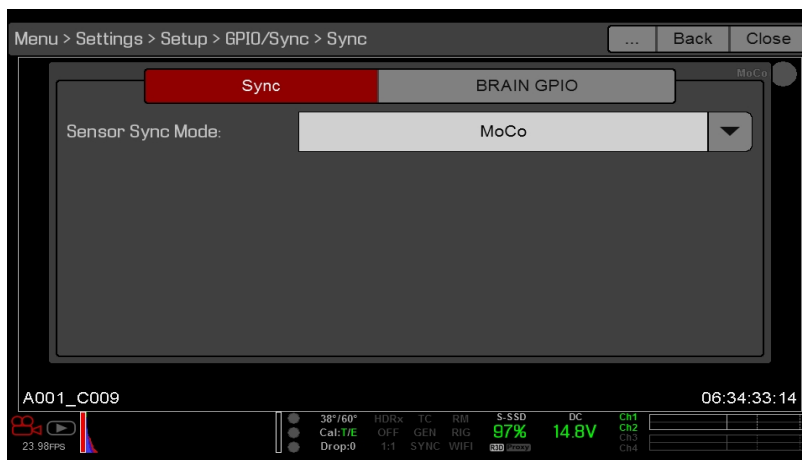 Menu > Settings > Setup > GPIO/Sync > Sync
... Back Close
MoCo
Sync BRAIN GPIO
Sensor Sync Mode: MoCo
A001_C009 06:34:33:14
38°/60° HDRx TC RM S-SSD DC Ch1
Cal:T/E OFF GEN RIG 97% 14.8V Ch2
23.98FPS Drop:0 1:1 SYNC WIFI R3D Proxy Ch3
Ch4